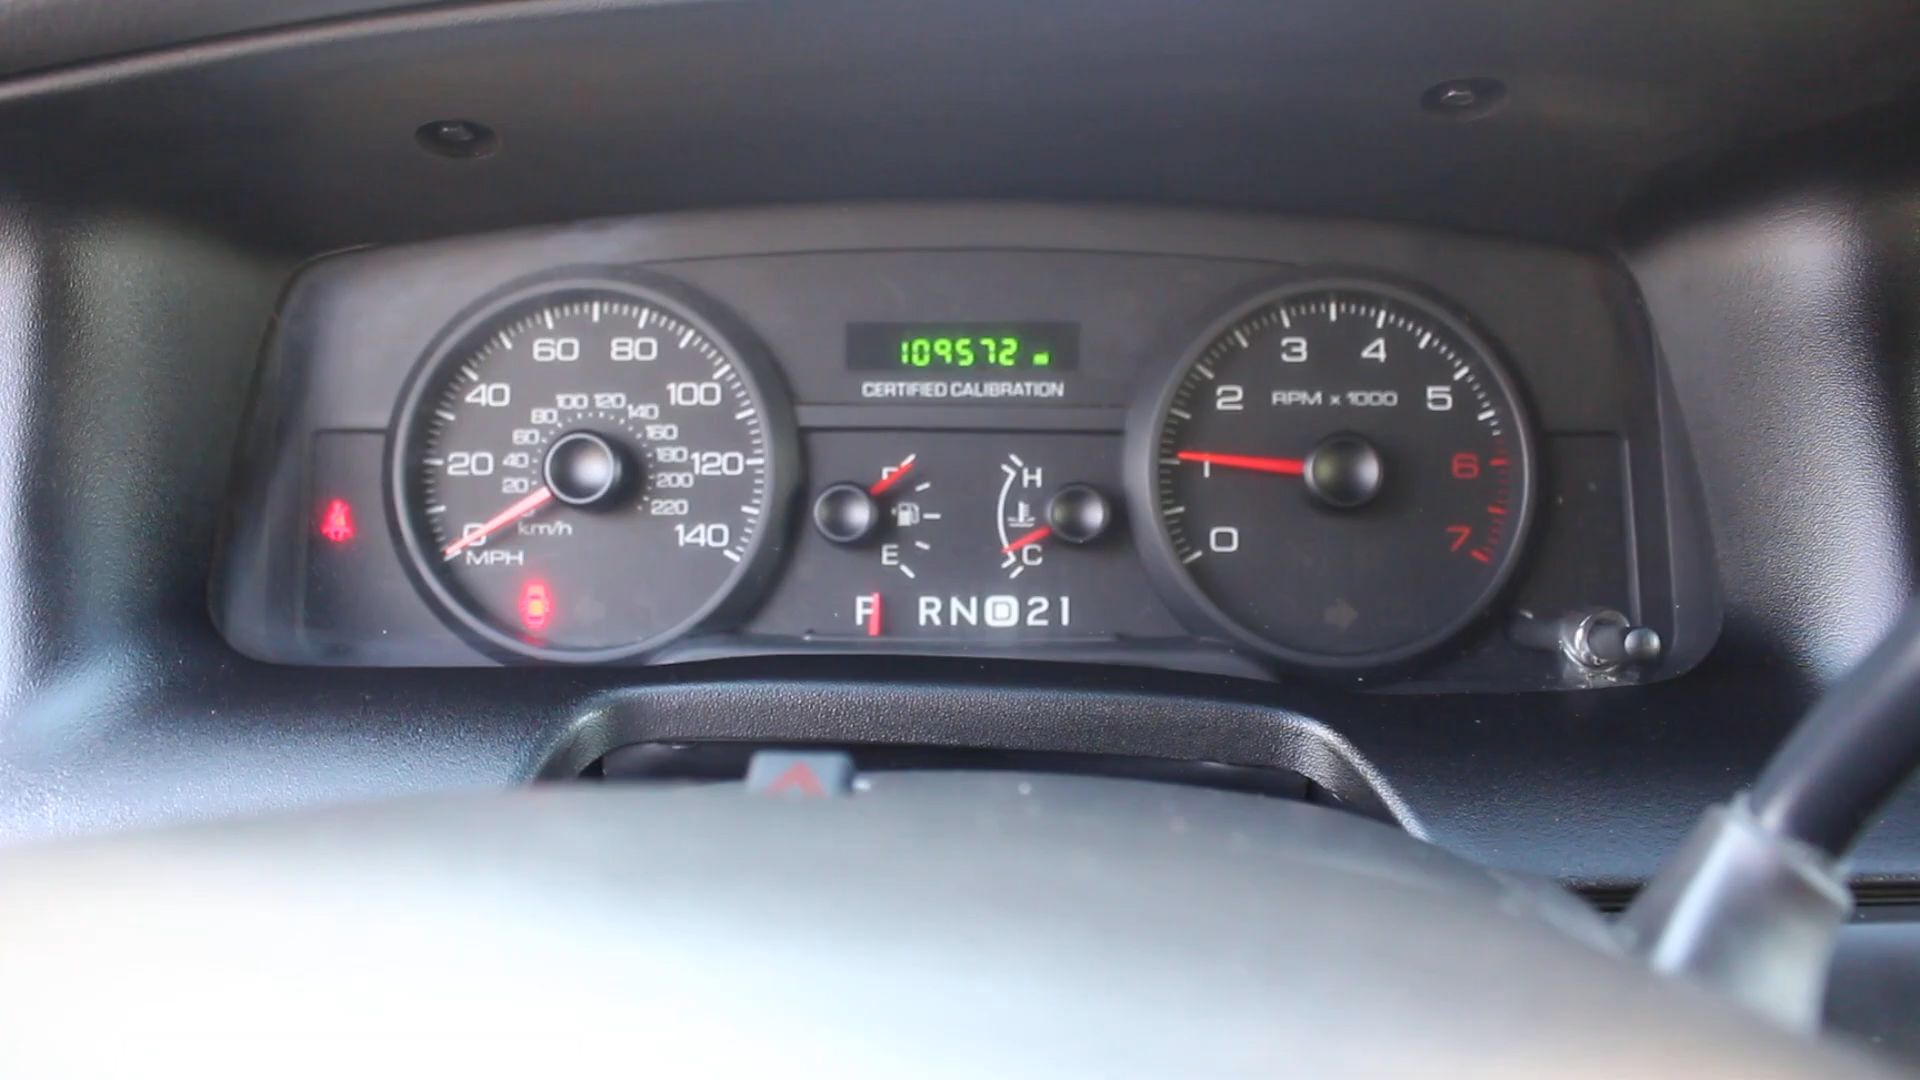 109572 mi
CERTIFIED CALIBRATION
0 20 40 60 80 100 120 140
20 40 60 80 100 120 140 160 180 200 220
km/h
MPH
F
E
H
C
P R N D 2 1
0 1 2 3 4 5 6 7
RPM x 1000